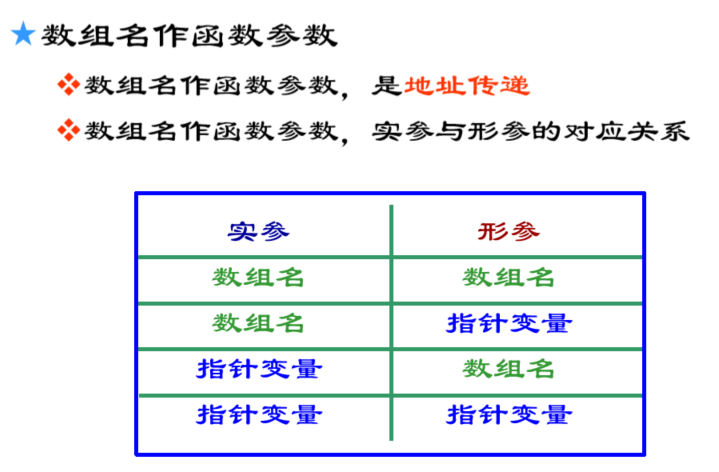 ★数组名作函数参数
❖数组名作函数参数，是地址传递
❖数组名作函数参数，实参与形参的对应关系
实参 形参
数组名 数组名
数组名 指针变量
指针变量 数组名
指针变量 指针变量